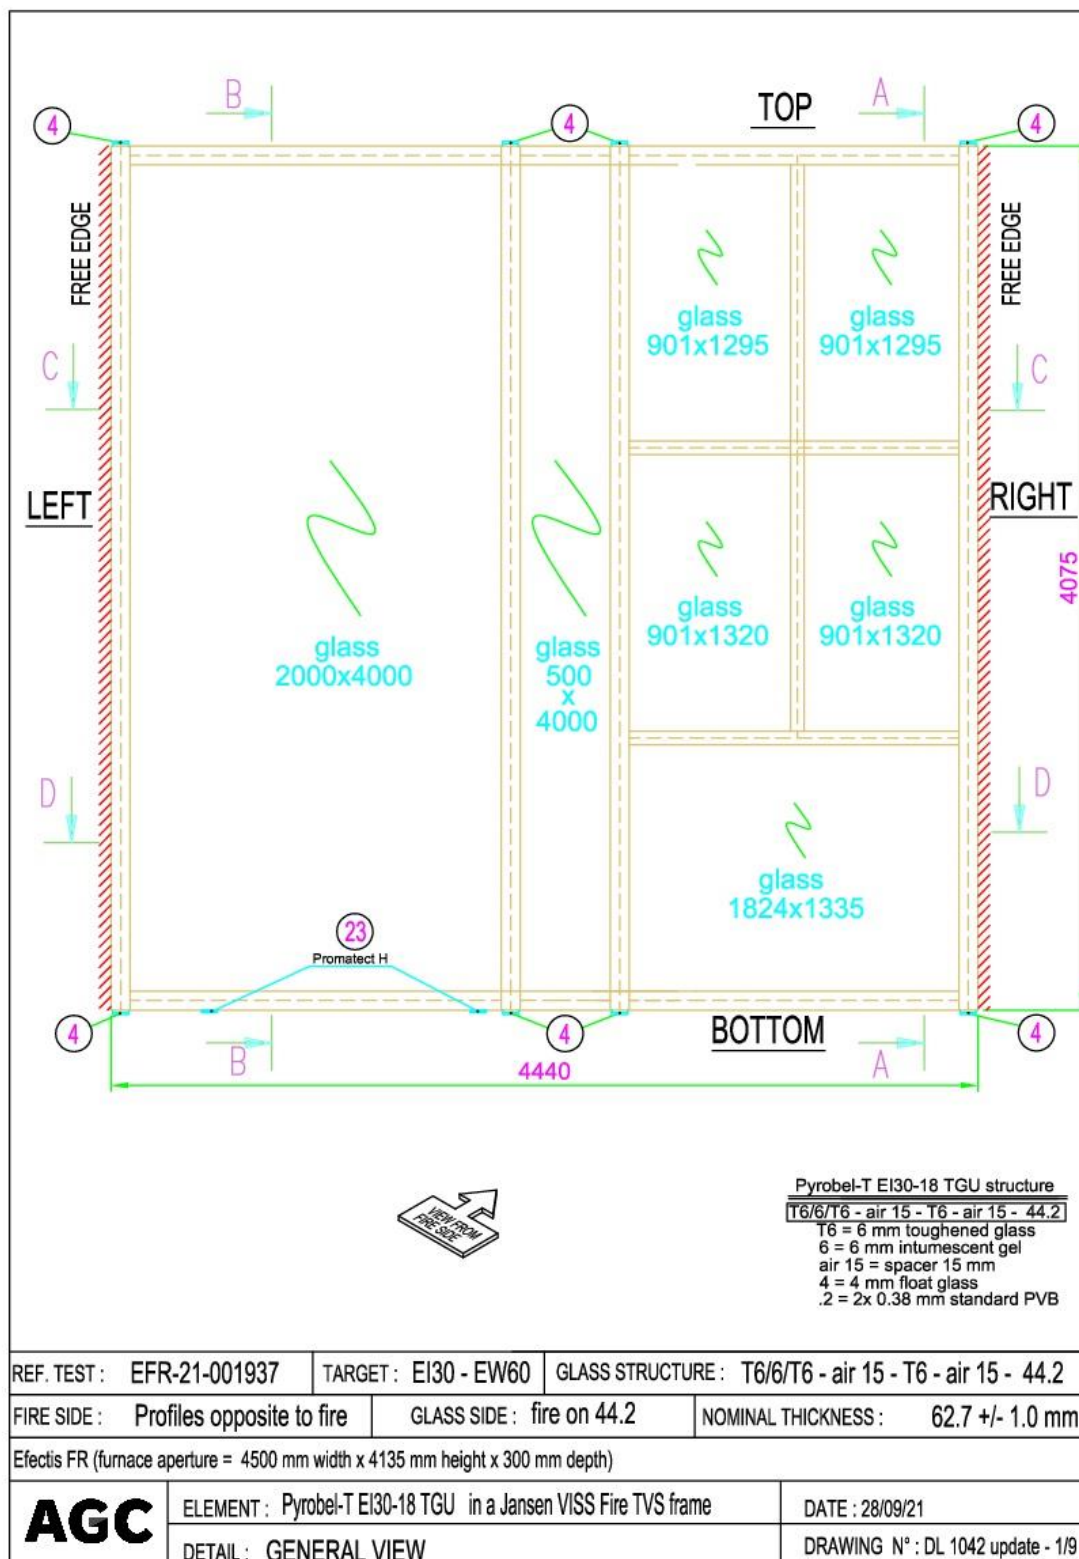 B
A
TOP
4
4
4
FREE EDGE
FREE EDGE
glass
901x1295
glass
901x1295
C
C
LEFT
RIGHT
4075
glass
901x1320
glass
901x1320
glass
2000x4000
glass
500
x
4000
D
D
glass
1824x1335
23
Promatect H
4
4
4
BOTTOM
B
A
4440
VIEW FROM
FIRE SIDE
Pyrobel-T EI30-18 TGU structure
T6/6/T6 - air 15 - T6 - air 15 - 44.2
T6 = 6 mm toughened glass
6 = 6 mm intumescent gel
air 15 = spacer 15 mm
4 = 4 mm float glass
.2 = 2x 0.38 mm standard PVB
REF. TEST : EFR-21-001937 TARGET : EI30 - EW60 GLASS STRUCTURE : T6/6/T6 - air 15 - T6 - air 15 - 44.2
FIRE SIDE : Profiles opposite to fire GLASS SIDE : fire on 44.2 NOMINAL THICKNESS : 62.7 +/- 1.0 mm
Efectis FR (furnace aperture = 4500 mm width x 4135 mm height x 300 mm depth)
AGC
ELEMENT : Pyrobel-T EI30-18 TGU in a Jansen VISS Fire TVS frame
DATE : 28/09/21
DETAIL : GENERAL VIEW
DRAWING N° : DL 1042 update - 1/9